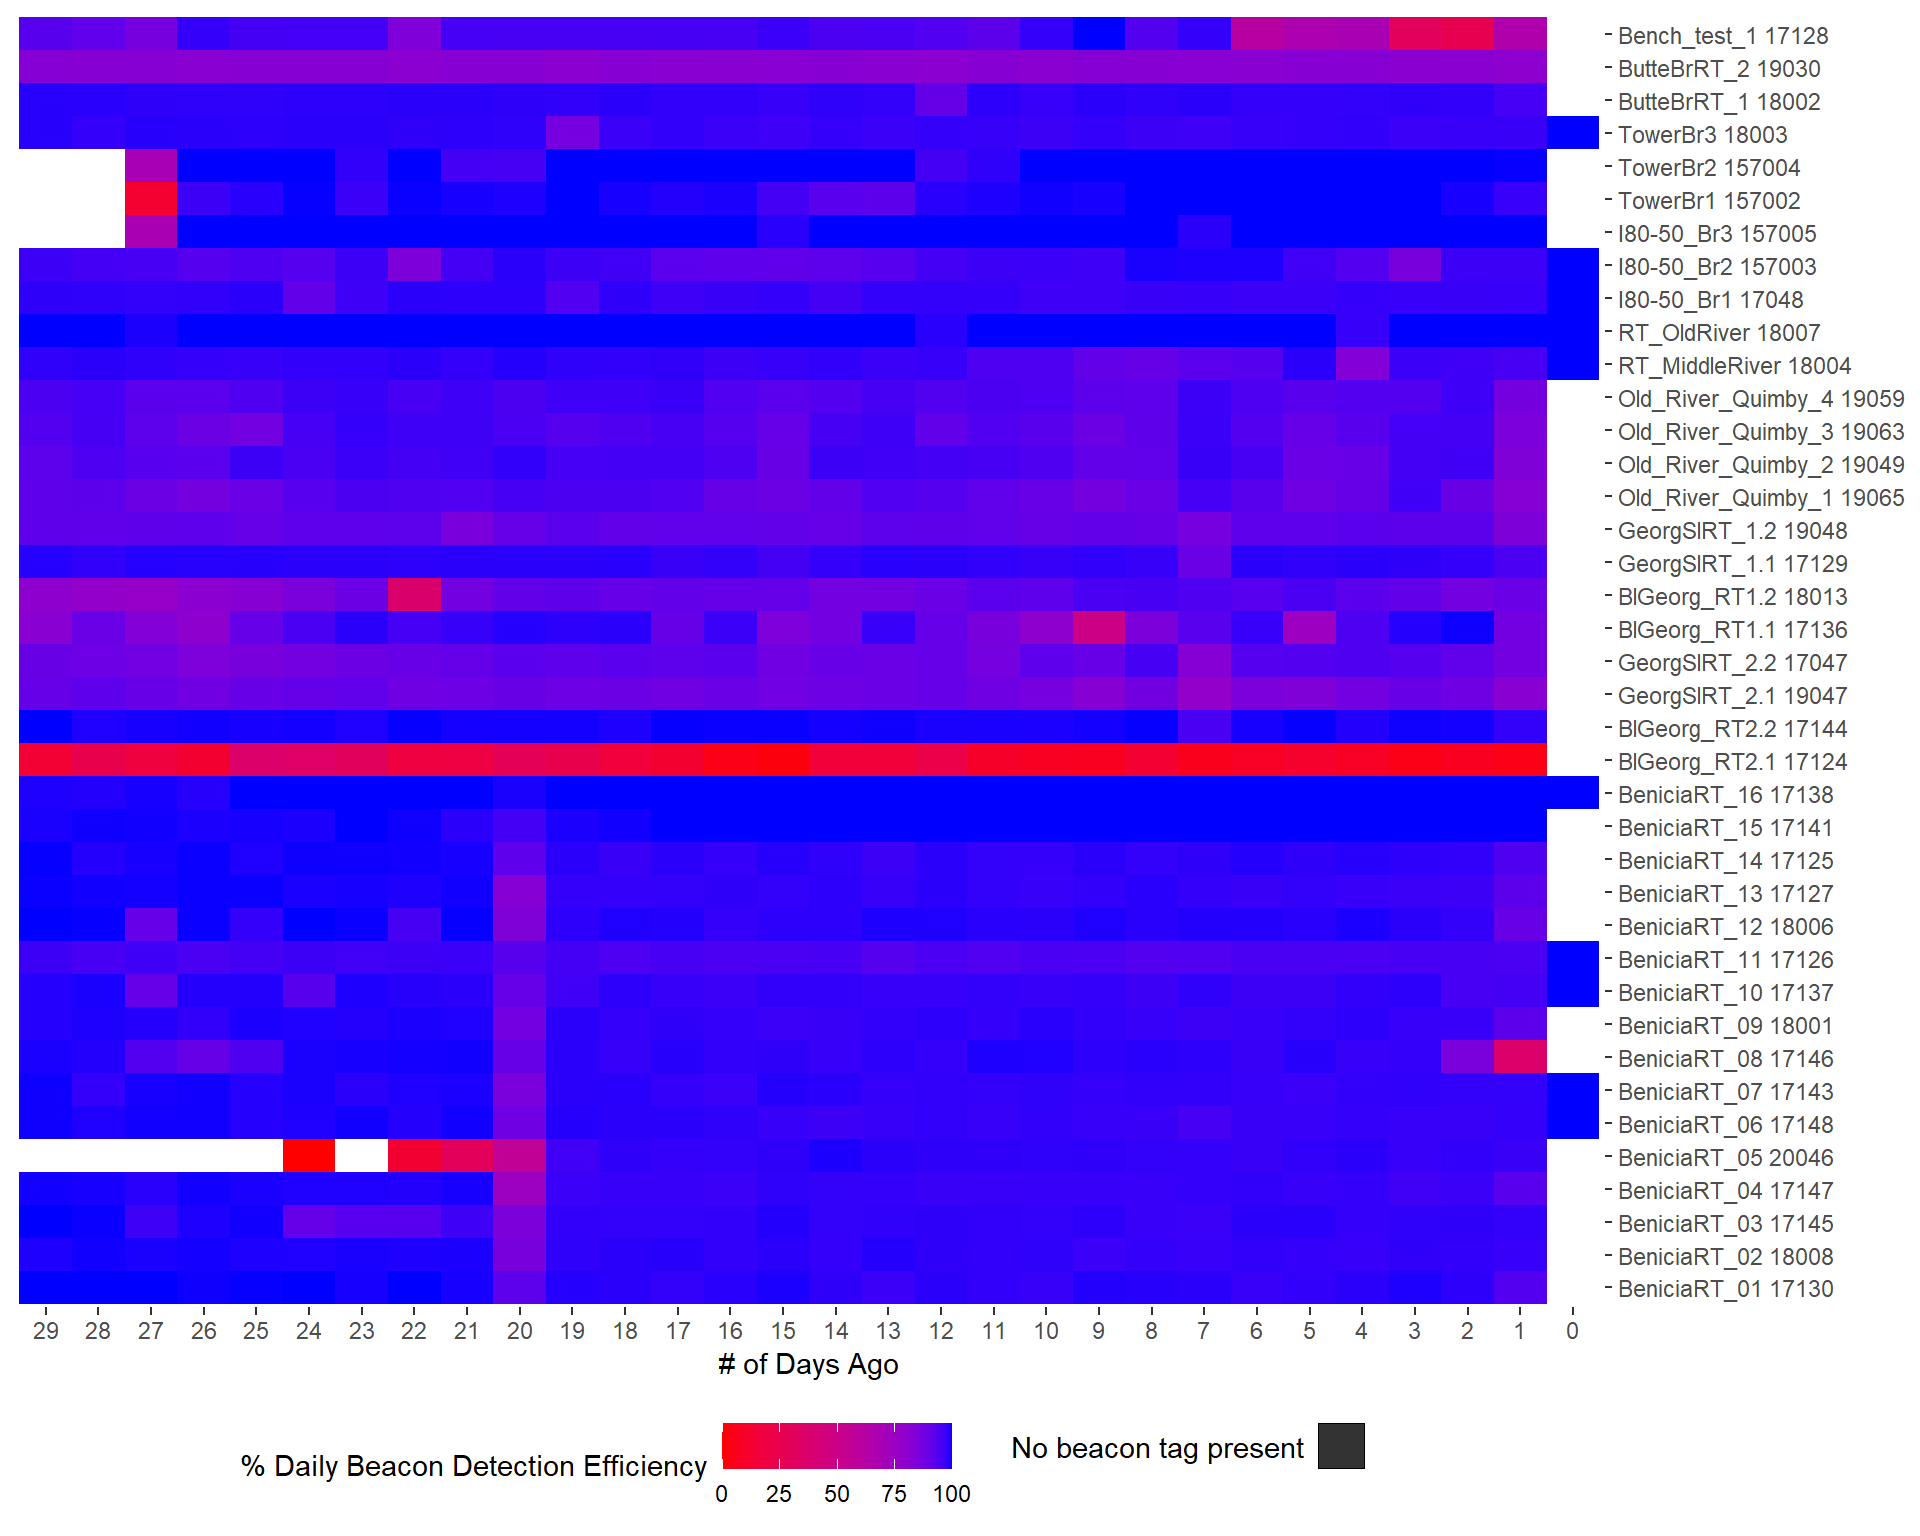 Bench_test_1 17128
ButteBrRT_2 19030
ButteBrRT_1 18002
TowerBr3 18003
TowerBr2 157004
TowerBr1 157002
I80-50_Br3 157005
I80-50_Br2 157003
I80-50_Br1 17048
RT_OldRiver 18007
RT_MiddleRiver 18004
Old_River_Quimby_4 19059
Old_River_Quimby_3 19063
Old_River_Quimby_2 19049
Old_River_Quimby_1 19065
GeorgSlRT_1.2 19048
GeorgSlRT_1.1 17129
BlGeorg_RT1.2 18013
BlGeorg_RT1.1 17136
GeorgSlRT_2.2 17047
GeorgSlRT_2.1 19047
BlGeorg_RT2.2 17144
BlGeorg_RT2.1 17124
BeniciaRT_16 17138
BeniciaRT_15 17141
BeniciaRT_14 17125
BeniciaRT_13 17127
BeniciaRT_12 18006
BeniciaRT_11 17126
BeniciaRT_10 17137
BeniciaRT_09 18001
BeniciaRT_08 17146
BeniciaRT_07 17143
BeniciaRT_06 17148
BeniciaRT_05 20046
BeniciaRT_04 17147
BeniciaRT_03 17145
BeniciaRT_02 18008
BeniciaRT_01 17130
29 28 27 26 25 24 23 22 21 20 19 18 17 16 15 14 13 12 11 10 9 8 7 6 5 4 3 2 1 0
# of Days Ago
% Daily Beacon Detection Efficiency
0 25 50 75 100
No beacon tag present